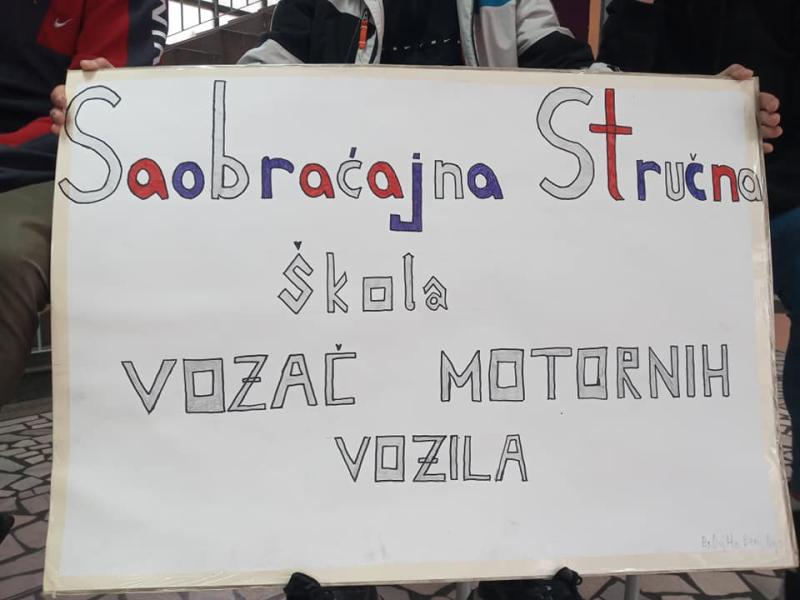 Saobraćajna Stručna
Škola
VOZAČ MOTORNIH
VOZILA